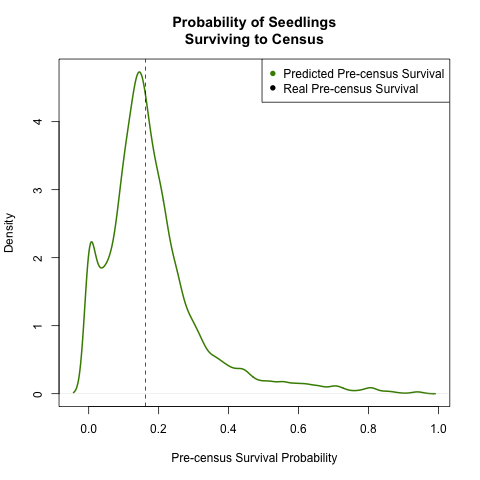 Probability of Seedlings
Surviving to Census
Predicted Pre-census Survival
Real Pre-census Survival
Density
4
3
2
1
0
0.0 0.2 0.4 0.6 0.8 1.0
Pre-census Survival Probability